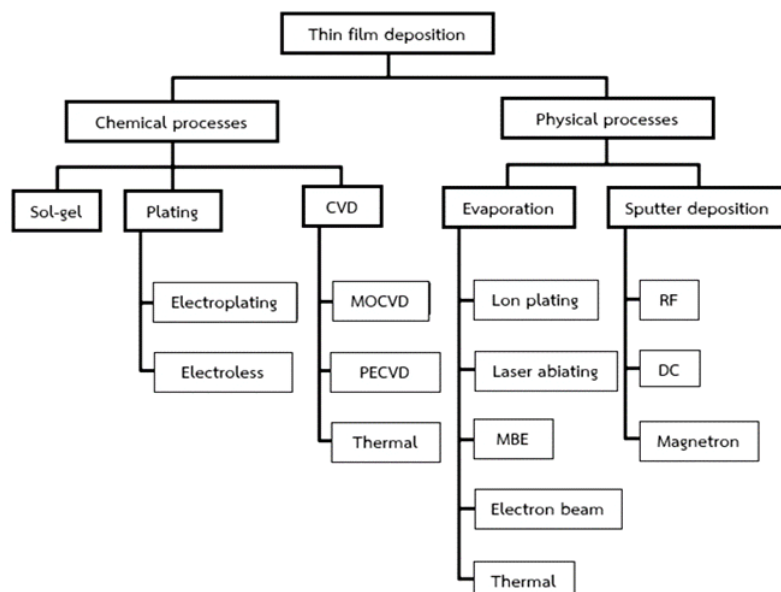 Thin film deposition
Chemical processes
Physical processes
Sol-gel
Plating
CVD
Evaporation
Sputter deposition
Electroplating
MOCVD
Lon plating
RF
Electroless
PECVD
Laser abiating
DC
Thermal
MBE
Magnetron
Electron beam
Thermal